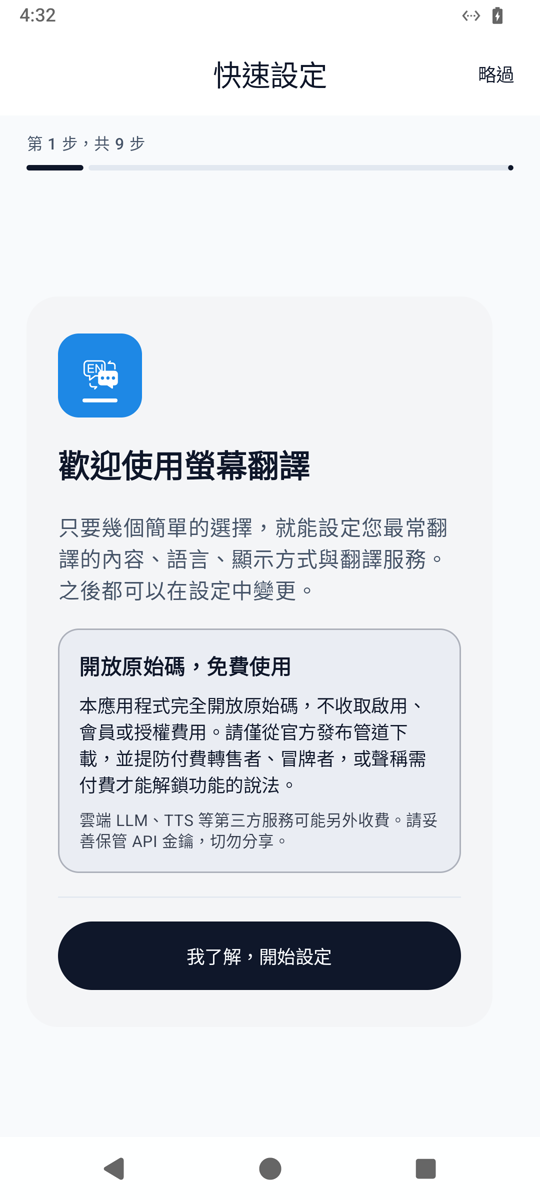 4:32
快速設定
略過
第 1 步，共 9 步
EN
歡迎使用螢幕翻譯
只要幾個簡單的選擇，就能設定您最常翻
譯的內容、語言、顯示方式與翻譯服務。
之後都可以在設定中變更。
開放原始碼，免費使用
本應用程式完全開放原始碼，不收取啟用、
會員或授權費用。請僅從官方發布管道下
載，並提防付費轉售者、冒牌者，或聲稱需
付費才能解鎖功能的說法。
雲端 LLM、TTS 等第三方服務可能另外收費。請妥
善保管 API 金鑰，切勿分享。
我了解，開始設定